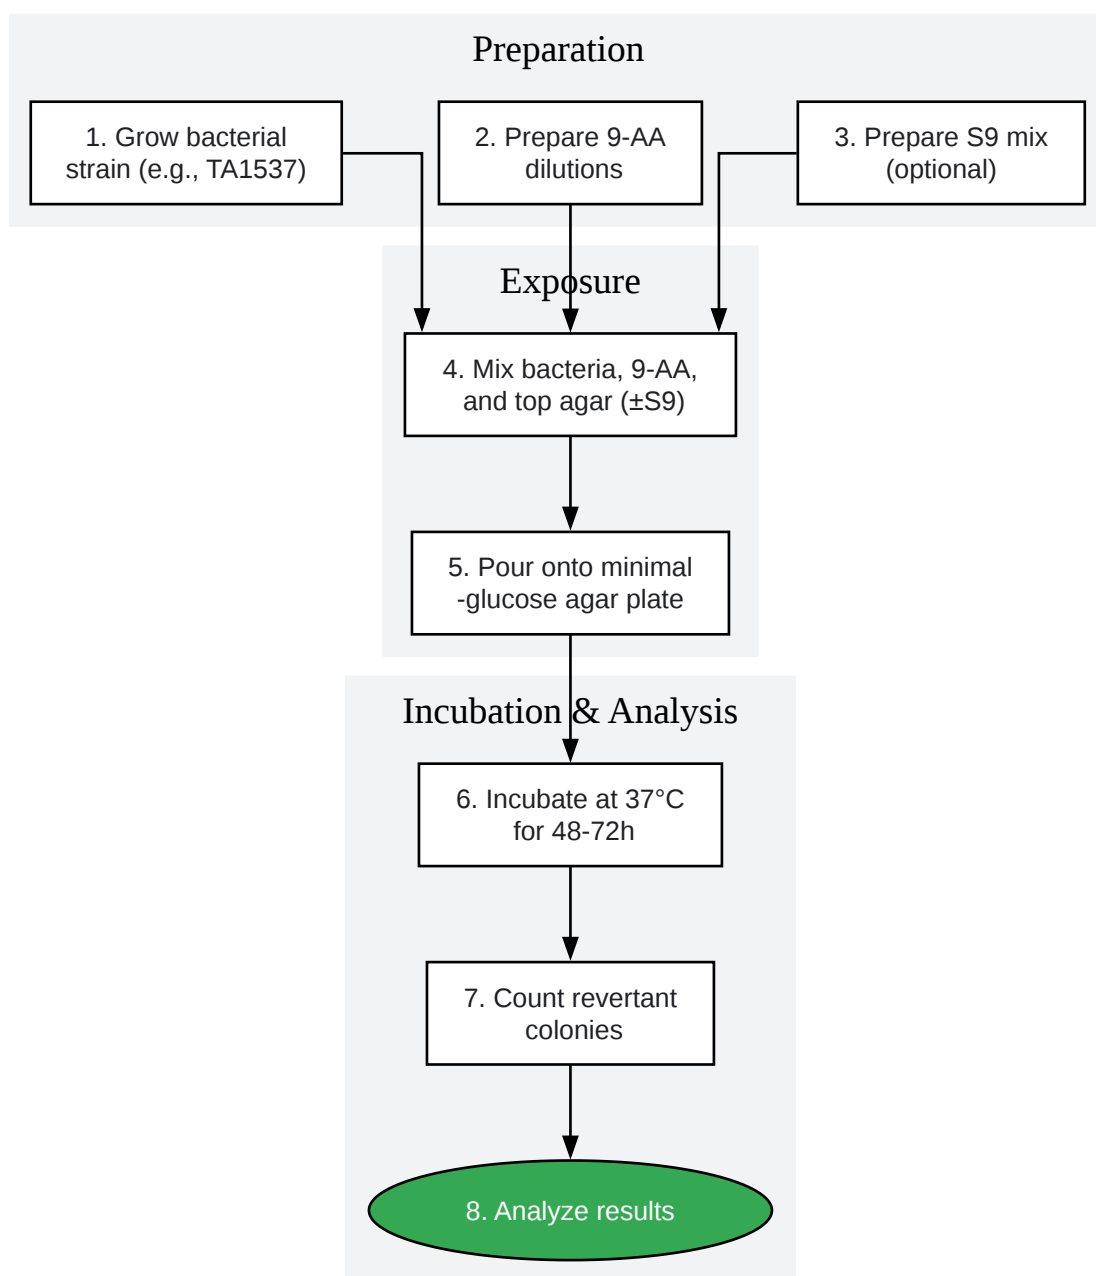 Preparation
1. Grow bacterial
strain (e.g., TA1537)
2. Prepare 9-AA
dilutions
3. Prepare S9 mix
(optional)
Exposure
4. Mix bacteria, 9-AA,
and top agar (±S9)
5. Pour onto minimal
-glucose agar plate
Incubation & Analysis
6. Incubate at 37°C
for 48-72h
7. Count revertant
colonies
8. Analyze results